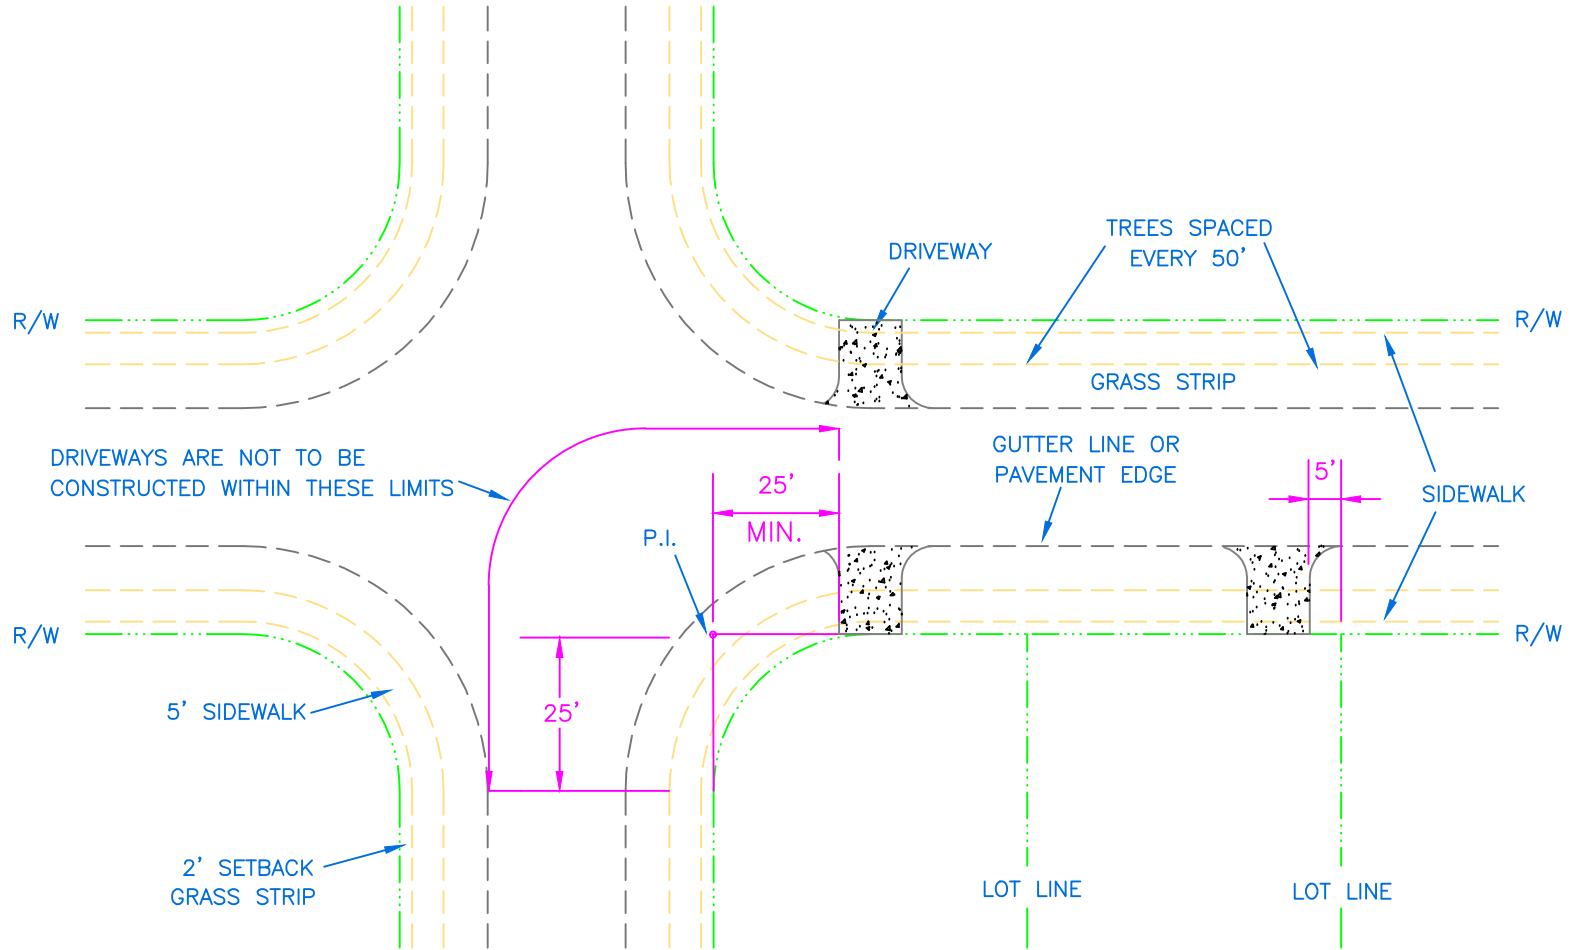 TREES SPACED
EVERY 50'
DRIVEWAY
R/W
R/W
GRASS STRIP
DRIVEWAYS ARE NOT TO BE
CONSTRUCTED WITHIN THESE LIMITS
GUTTER LINE OR
PAVEMENT EDGE
25'
MIN.
5'
SIDEWALK
P.I.
R/W
R/W
5' SIDEWALK
25'
2' SETBACK
GRASS STRIP
LOT LINE
LOT LINE